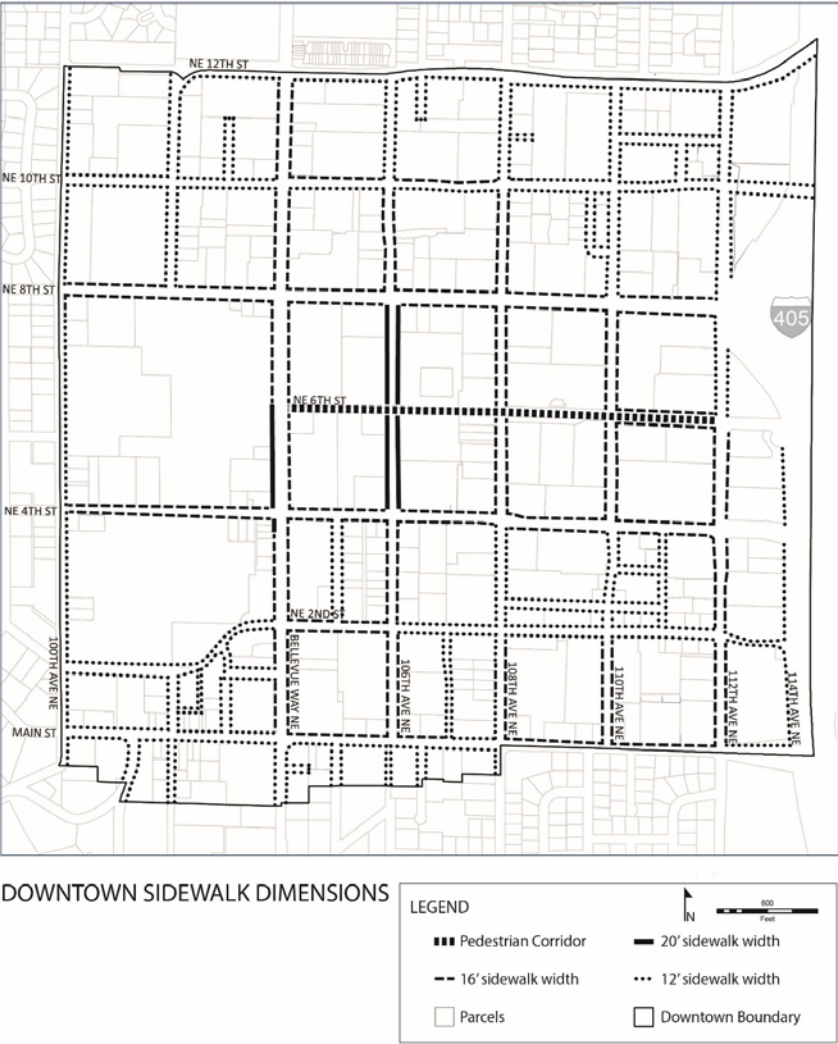 NE 12TH ST
NE 10TH ST
NE 8TH ST
405
NE 6TH ST
NE 4TH ST
NE 2ND ST
100TH AVE NE
BELLEVUE WAY NE
106TH AVE NE
108TH AVE NE
110TH AVE NE
112TH AVE NE
114TH AVE NE
MAIN ST
DOWNTOWN SIDEWALK DIMENSIONS
LEGEND
N
600
Feet
Pedestrian Corridor
20' sidewalk width
16' sidewalk width
12' sidewalk width
Parcels
Downtown Boundary